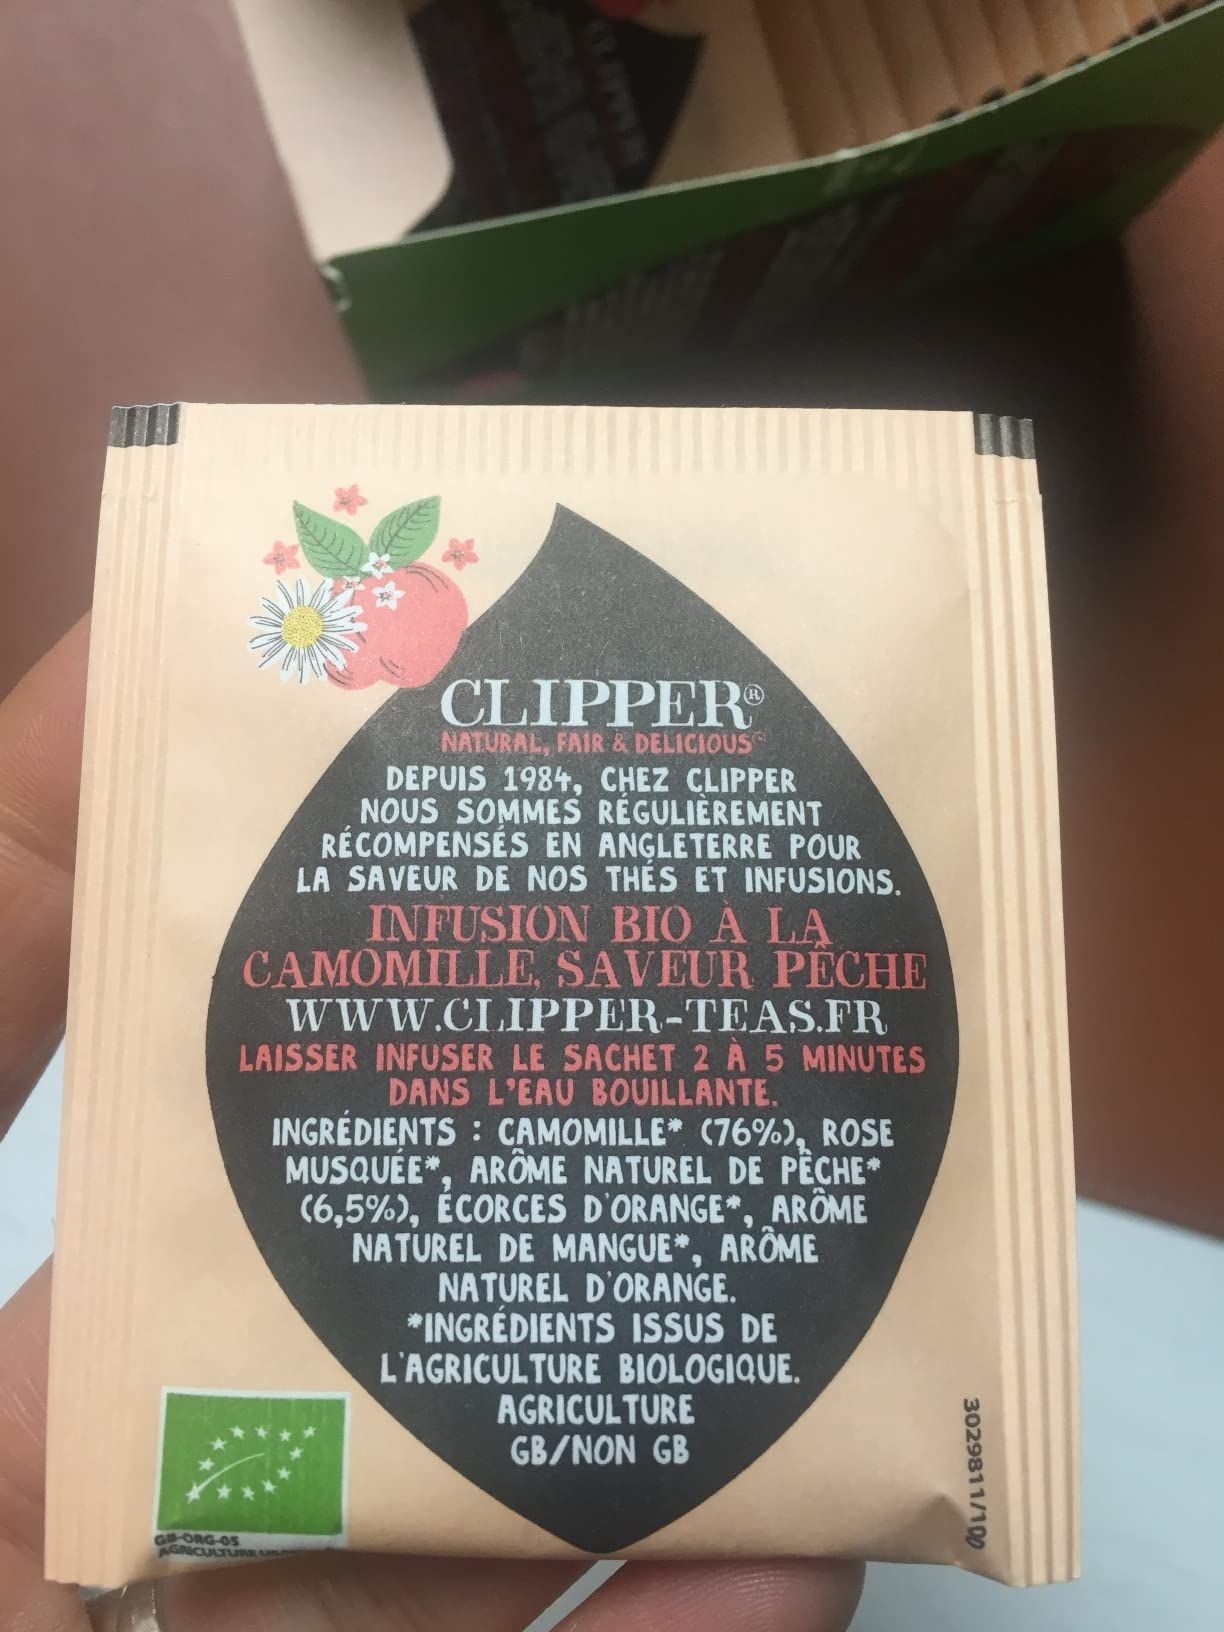 CLIPPER®
NATURAL, FAIR & DELICIOUS
DEPUIS 1984, CHEZ CLIPPER
NOUS SOMMES RÉGULIÈREMENT
RÉCOMPENSÉS EN ANGLETERRE POUR
LA SAVEUR DE NOS THÉS ET INFUSIONS.
INFUSION BIO À LA
CAMOMILLE, SAVEUR PÊCHE
WWW.CLIPPER-TEAS.FR
LAISSER INFUSER LE SACHET 2 À 5 MINUTES
DANS L'EAU BOUILLANTE.
INGRÉDIENTS : CAMOMILLE* (76%), ROSE
MUSQUÉE*, ARÔME NATUREL DE PÊCHE*
(6,5%), ÉCORCES D'ORANGE*, ARÔME
NATUREL DE MANGUE*, ARÔME
NATUREL D'ORANGE.
*INGRÉDIENTS ISSUS DE
L'AGRICULTURE BIOLOGIQUE.
AGRICULTURE
GB/NON GB
GB-ORG-05
AGRICULTURE
3029811/100